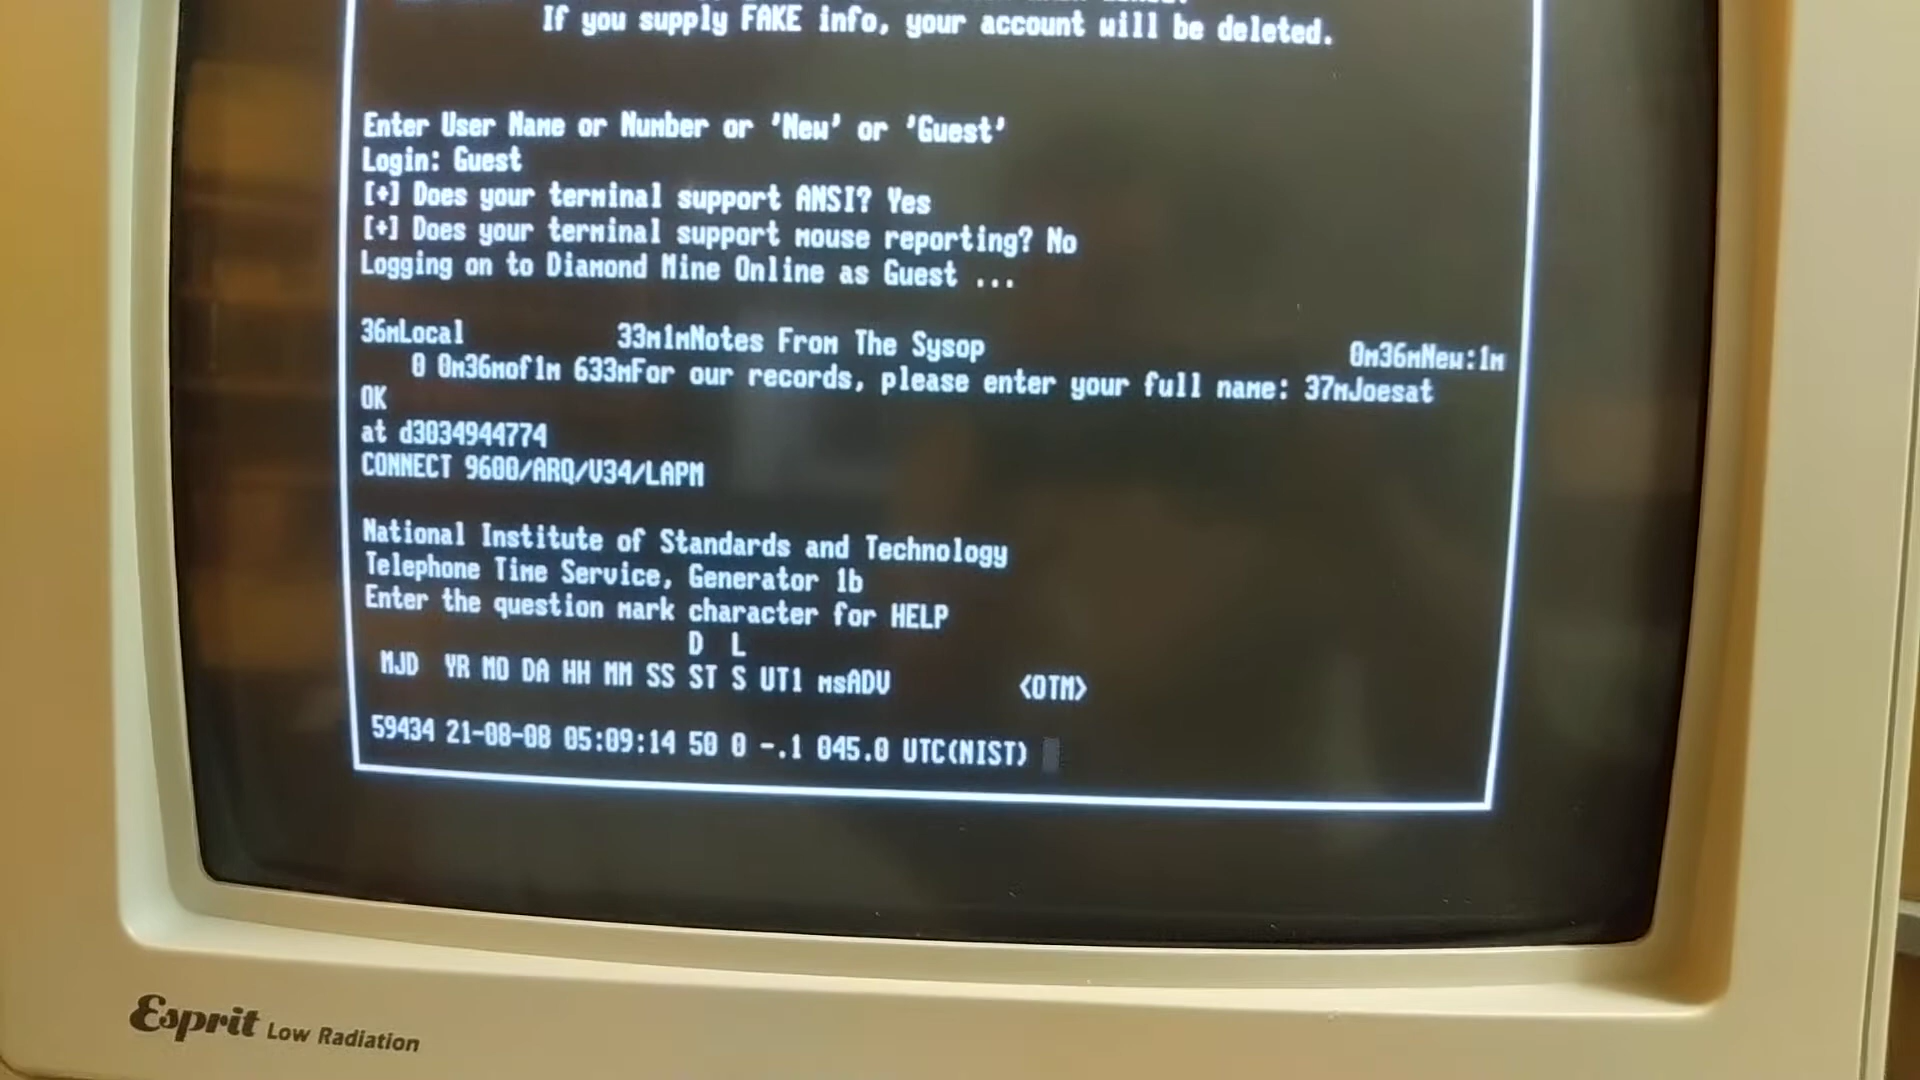 If you supply FAKE info, your account will be deleted.
Enter User Name or Number or 'New' or 'Guest'
Login: Guest
[+] Does your terminal support ANSI? Yes
[+] Does your terminal support mouse reporting? No
Logging on to Diamond Mine Online as Guest ...
36mLocal 33m1mNotes From The Sysop 0m36mNew:1m
0 0m36mof1m 633mFor our records, please enter your full name: 37mJoesat
OK
at d3034944774
CONNECT 9600/ARQ/V34/LAPM
National Institute of Standards and Technology
Telephone Time Service, Generator 1b
Enter the question mark character for HELP
D L
MJD YR MO DA HH MM SS ST S UT1 msADV <OTM>
59434 21-08-08 05:09:14 50 0 -.1 045.0 UTC(NIST)
Esprit Low Radiation